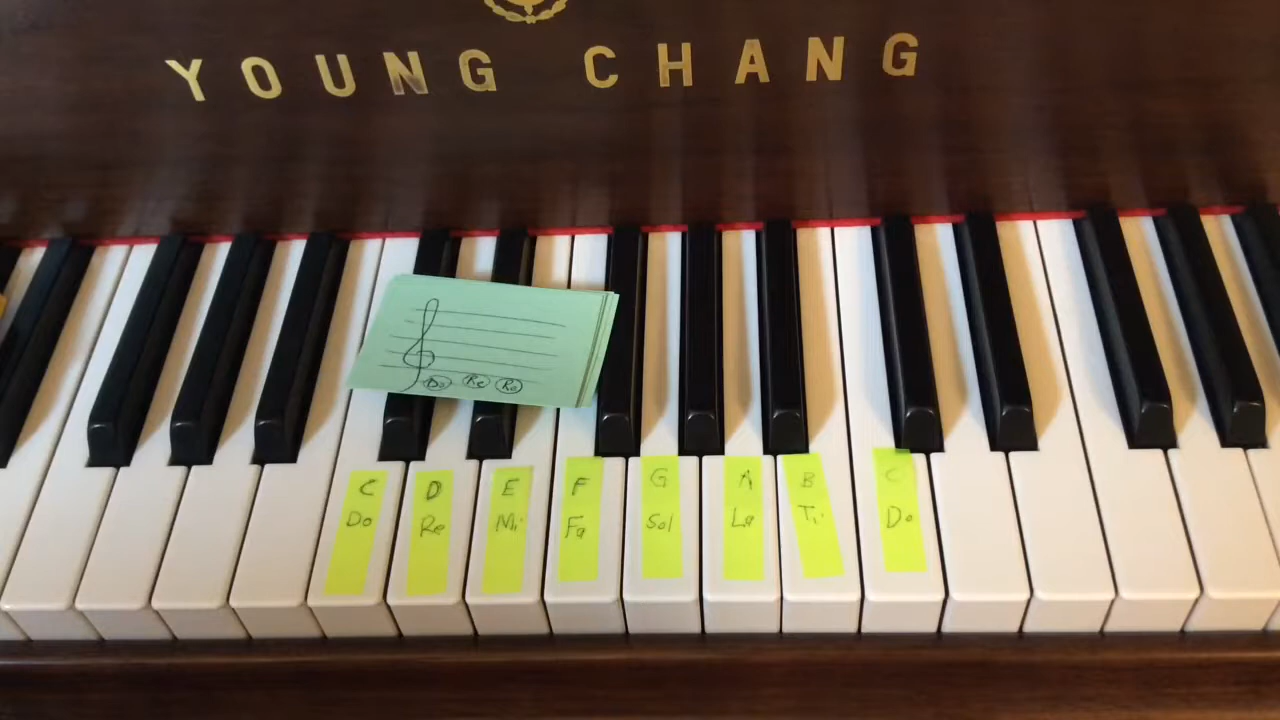 YOUNG CHANG
Do Re Re
C D E F G A B C
Do Re Mi Fa Sol La Ti Do